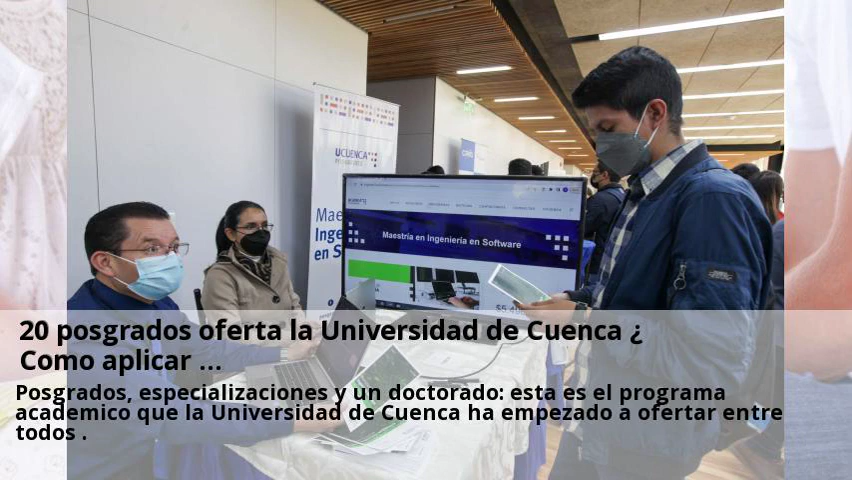 UCUENCA
Mae
Inge
en S
Maestría en Ingeniería en Software
20 posgrados oferta la Universidad de Cuenca ¿
Como aplicar ...
Posgrados, especializaciones y un doctorado: esta es el programa
academico que la Universidad de Cuenca ha empezado a ofertar entre
todos .